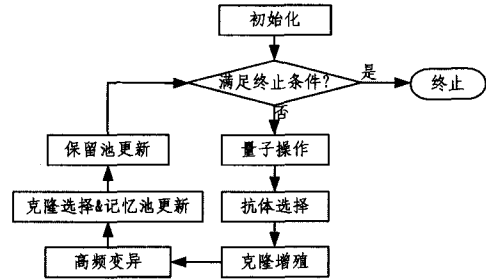 初始化
满足终止条件?
是
终止
否
保留池更新
量子操作
克隆选择&记忆池更新
抗体选择
高频变异
克隆增殖